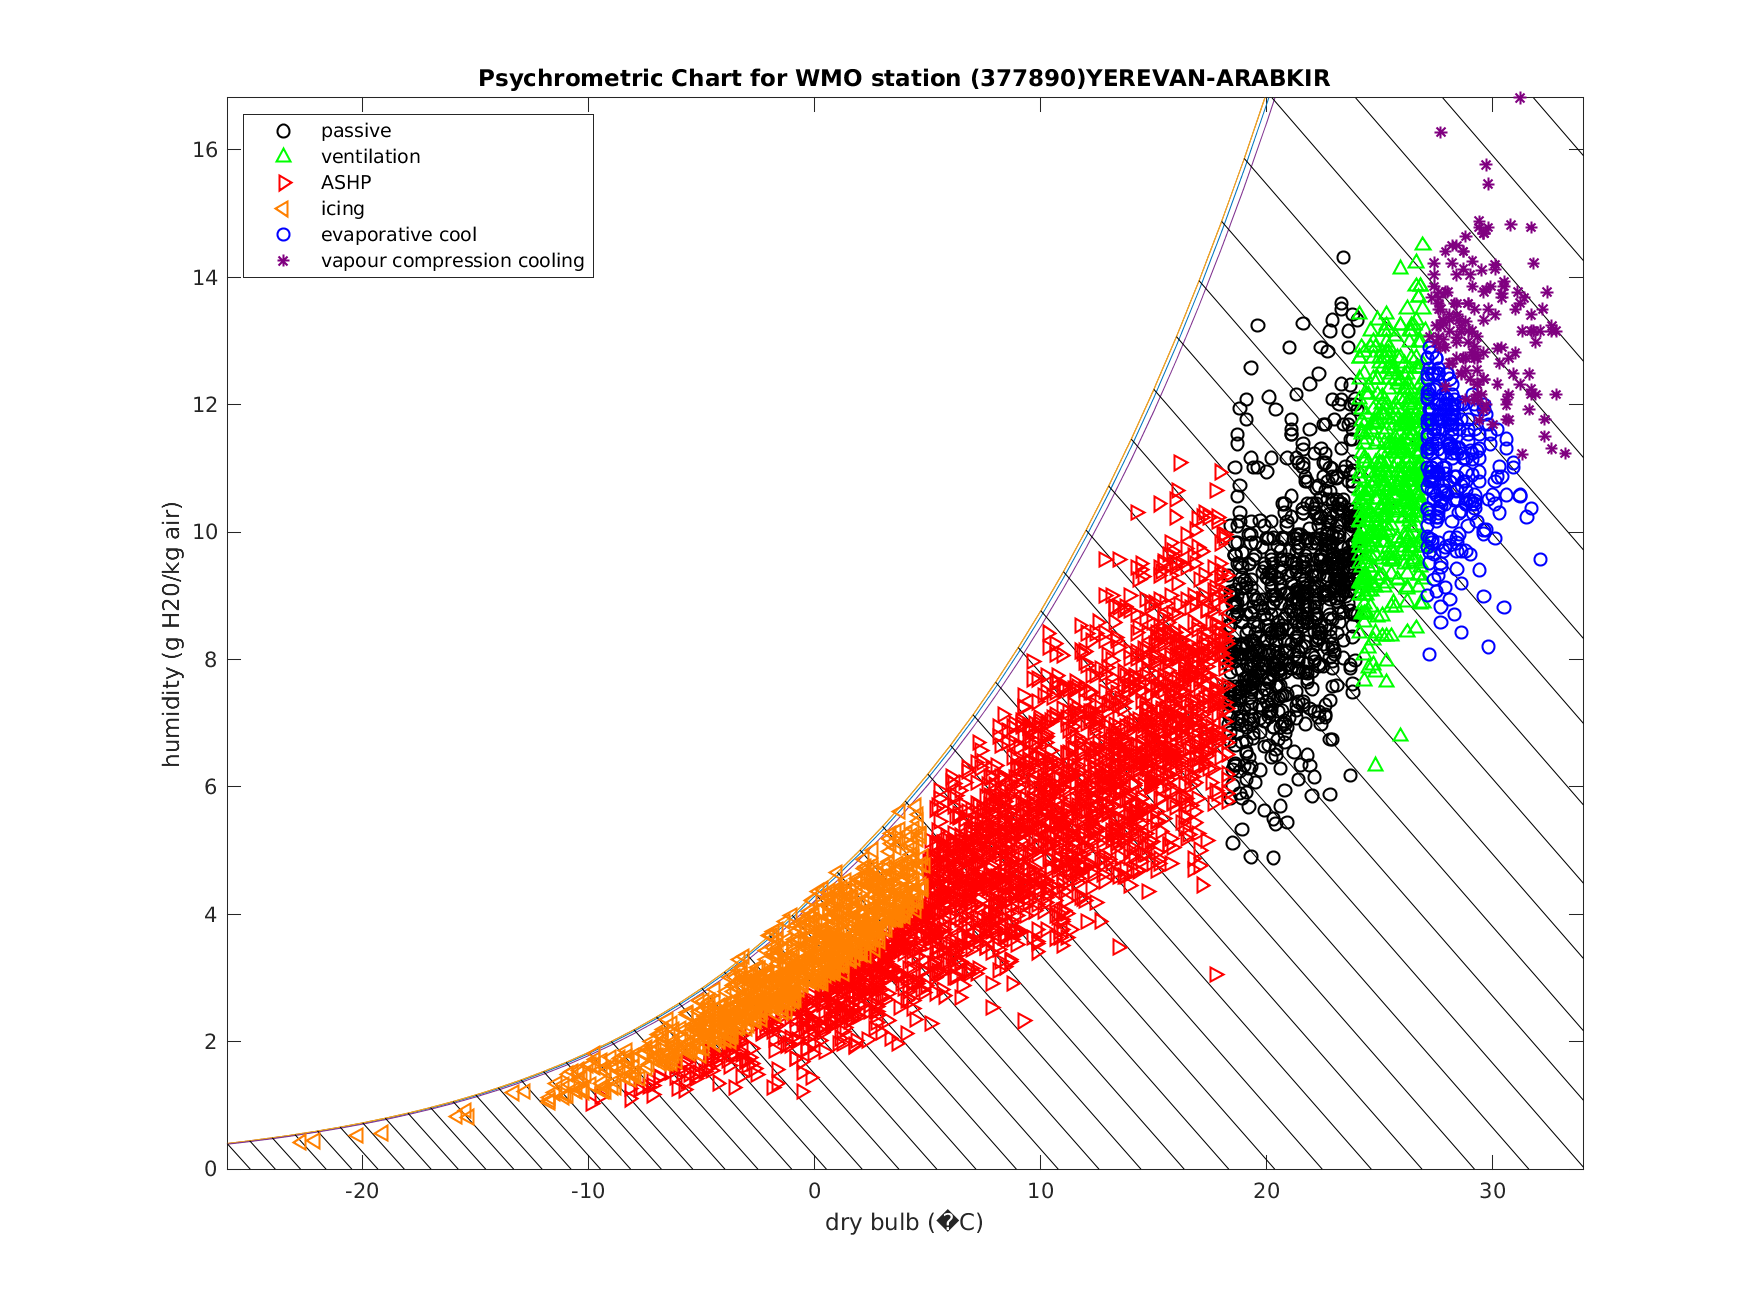 Psychrometric Chart for WMO station (377890)YEREVAN-ARABKIR
passive
ventilation
ASHP
icing
evaporative cool
vapour compression cooling
humidity (g H20/kg air)
16
14
12
10
8
6
4
2
0
-20 -10 0 10 20 30
dry bulb (�C)